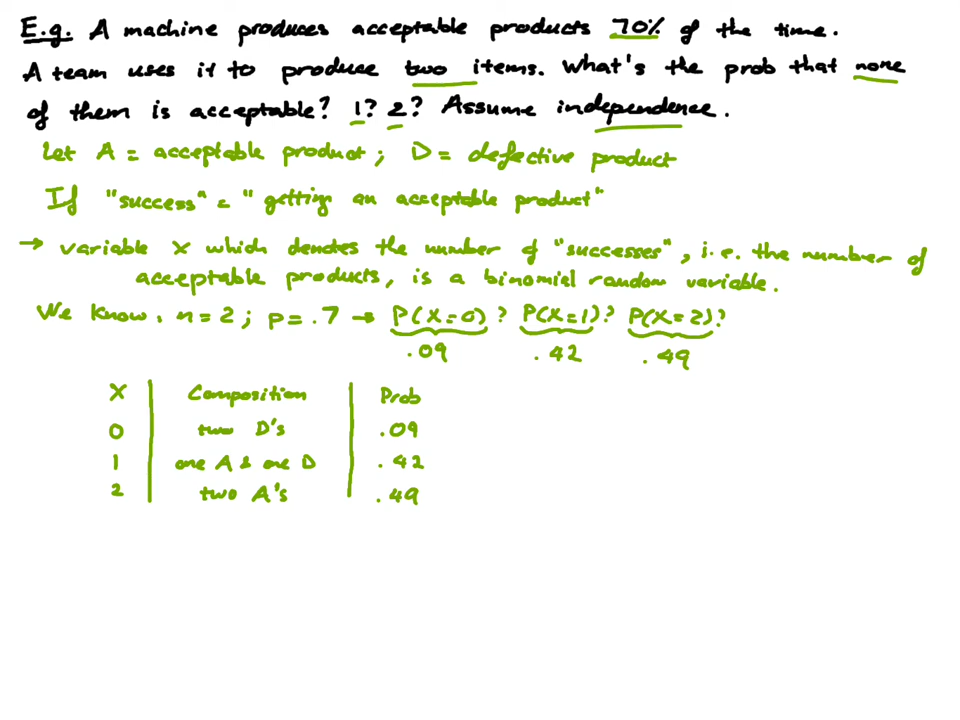 E.g. A machine produces acceptable products 70% of the time.
A team uses it to produce two items. What's the prob that none
of them is acceptable? 1? 2? Assume independence.
Let A = acceptable product; D = defective product
If "success" = "getting an acceptable product"
→ variable X which denotes the number of "successes", i.e. the number of
acceptable products, is a binomial random variable.
We know: n = 2; p = .7 → P(X=0)? P(X=1)? P(X=2)?
.09 .42 .49
X Composition Prob
0 two D's .09
1 one A & one D .42
2 two A's .49